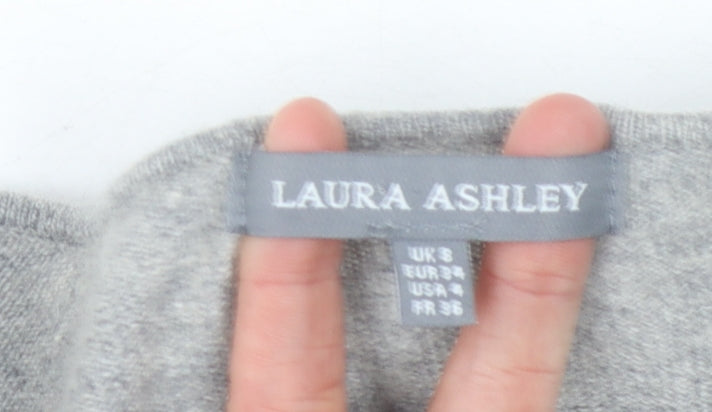 LAURA ASHLEY
UK 8
EUR 34
USA 4
FR 36